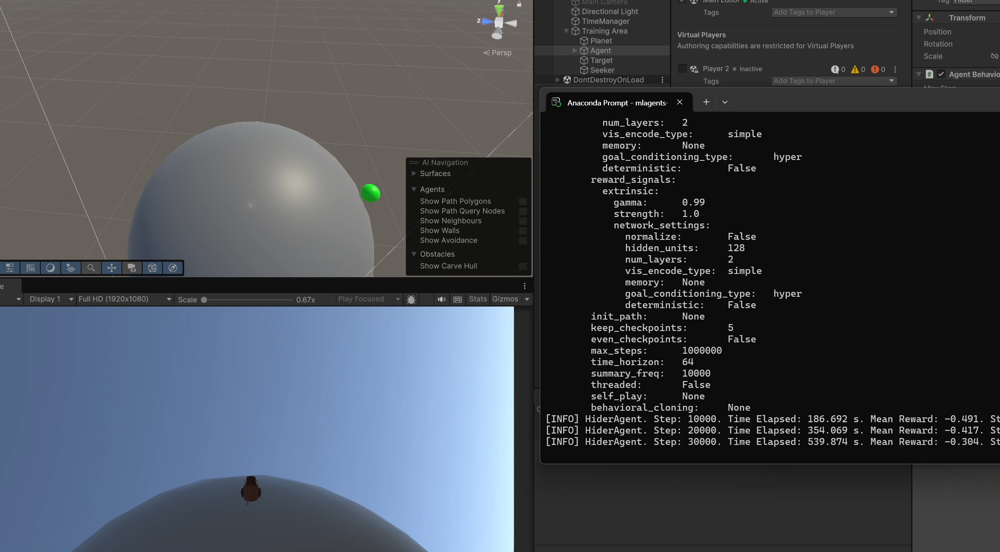 y
z
Persp
Main Camera
Directional Light
TimeManager
Training Area
Planet
Agent
Target
Seeker
DontDestroyOnLoad
Main Editor Active
Tags Add Tags to Player
Virtual Players
Authoring capabilities are restricted for Virtual Players
Player 2 Inactive 0 0 0
Tags Add Tags to Player
Tag Hider
Transform
Position
Rotation
Scale
# Agent Behavio
Max Step
AI Navigation
Surfaces
Agents
Show Path Polygons
Show Path Query Nodes
Show Neighbours
Show Walls
Show Avoidance
Obstacles
Show Carve Hull
e
Display 1 Full HD (1920x1080) Scale 0.67x Play Focused Stats Gizmos
Anaconda Prompt - mlagents-
num_layers: 2
vis_encode_type: simple
memory: None
goal_conditioning_type: hyper
deterministic: False
reward_signals:
extrinsic:
gamma: 0.99
strength: 1.0
network_settings:
normalize: False
hidden_units: 128
num_layers: 2
vis_encode_type: simple
memory: None
goal_conditioning_type: hyper
deterministic: False
init_path: None
keep_checkpoints: 5
even_checkpoints: False
max_steps: 1000000
time_horizon: 64
summary_freq: 10000
threaded: False
self_play: None
behavioral_cloning: None
[INFO] HiderAgent. Step: 10000. Time Elapsed: 186.692 s. Mean Reward: -0.491. St
[INFO] HiderAgent. Step: 20000. Time Elapsed: 354.069 s. Mean Reward: -0.417. St
[INFO] HiderAgent. Step: 30000. Time Elapsed: 539.874 s. Mean Reward: -0.304. St